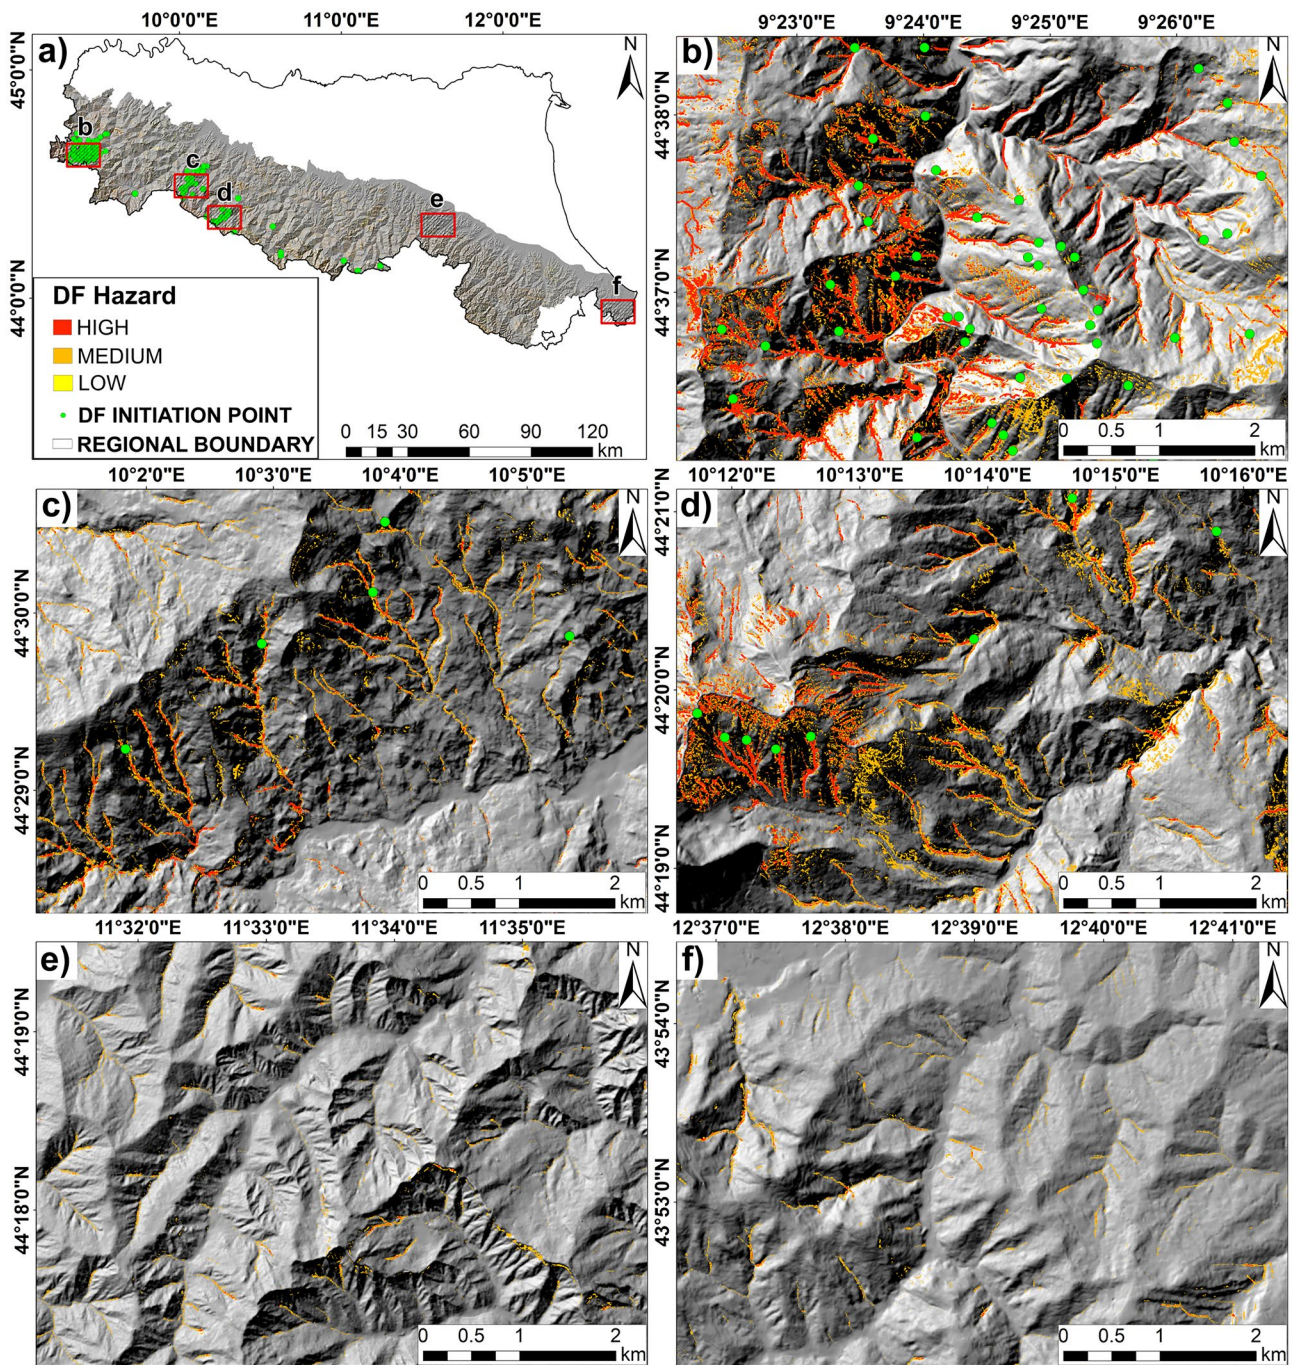 10°0'0"E 11°0'0"E 12°0'0"E
a)
N
45°0'0"N
44°0'0"N
b
c
d
e
f
DF Hazard
HIGH
MEDIUM
LOW
DF INITIATION POINT
REGIONAL BOUNDARY
0 15 30 60 90 120
km
9°23'0"E 9°24'0"E 9°25'0"E 9°26'0"E
b)
N
44°38'0"N
44°37'0"N
0 0.5 1 2
km
10°2'0"E 10°3'0"E 10°4'0"E 10°5'0"E
c)
N
44°30'0"N
44°29'0"N
0 0.5 1 2
km
10°12'0"E 10°13'0"E 10°14'0"E 10°15'0"E 10°16'0"E
d)
N
44°21'0"N
44°20'0"N
44°19'0"N
0 0.5 1 2
km
11°32'0"E 11°33'0"E 11°34'0"E 11°35'0"E
e)
N
44°19'0"N
44°18'0"N
0 0.5 1 2
km
12°37'0"E 12°38'0"E 12°39'0"E 12°40'0"E 12°41'0"E
f)
N
43°54'0"N
43°53'0"N
0 0.5 1 2
km